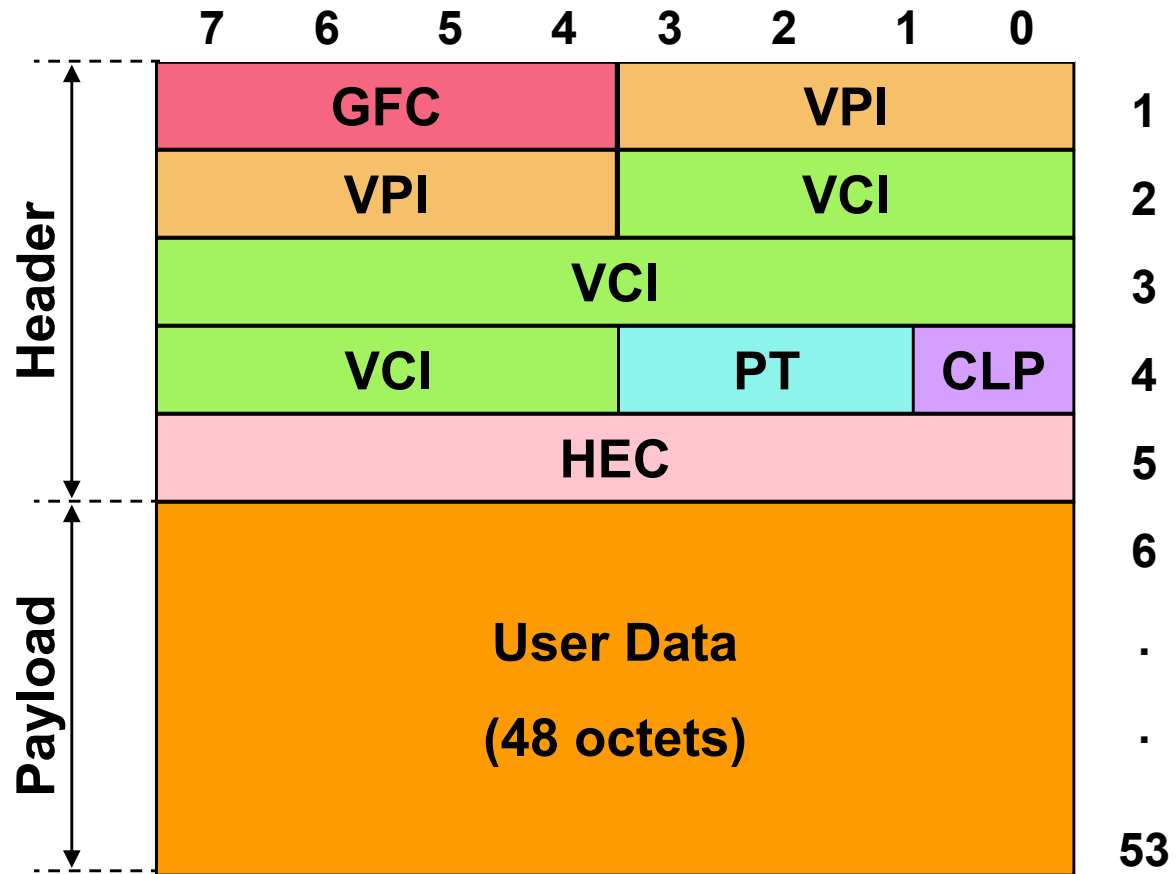 7 6 5 4 3 2 1 0
GFC VPI 1
VPI VCI 2
VCI 3
VCI PT CLP 4
HEC 5
Header
6
User Data .
(48 octets) .
53
Payload